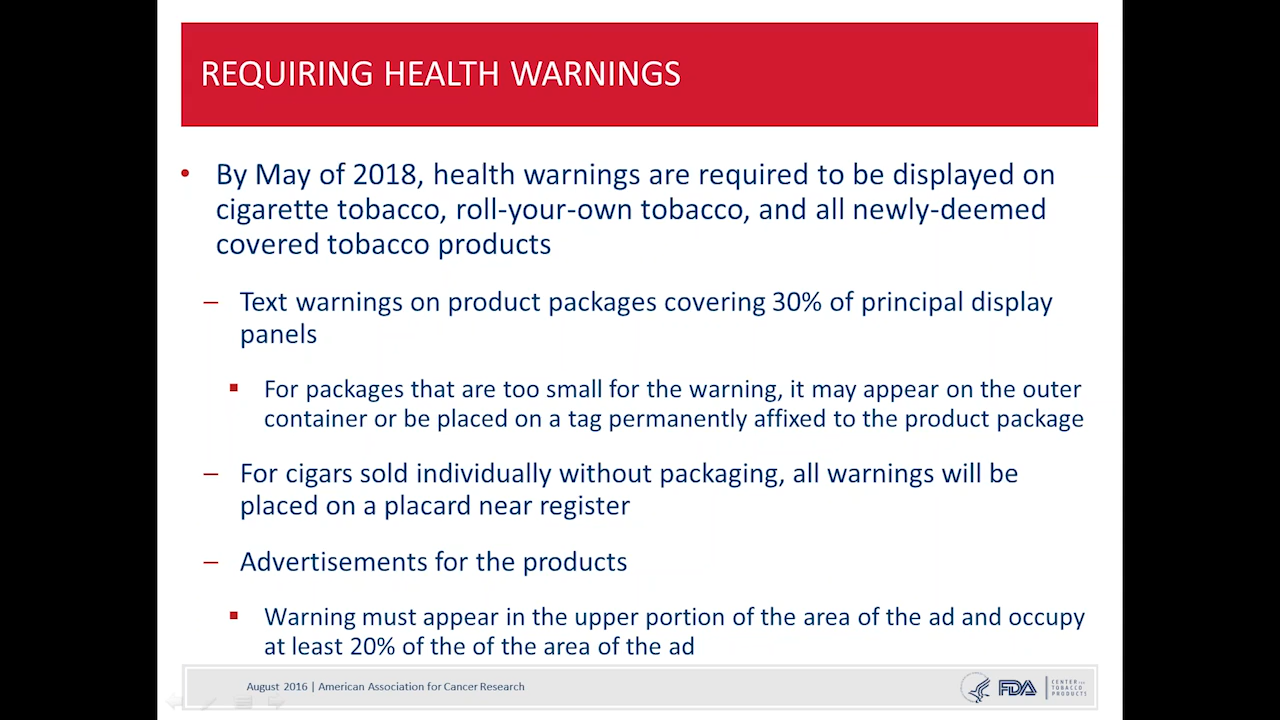 REQUIRING HEALTH WARNINGS
• By May of 2018, health warnings are required to be displayed on
cigarette tobacco, roll-your-own tobacco, and all newly-deemed
covered tobacco products
– Text warnings on product packages covering 30% of principal display
panels
▪ For packages that are too small for the warning, it may appear on the outer
container or be placed on a tag permanently affixed to the product package
– For cigars sold individually without packaging, all warnings will be
placed on a placard near register
– Advertisements for the products
▪ Warning must appear in the upper portion of the area of the ad and occupy
at least 20% of the of the area of the ad
August 2016 | American Association for Cancer Research
FDA
CENTER FOR
TOBACCO
PRODUCTS